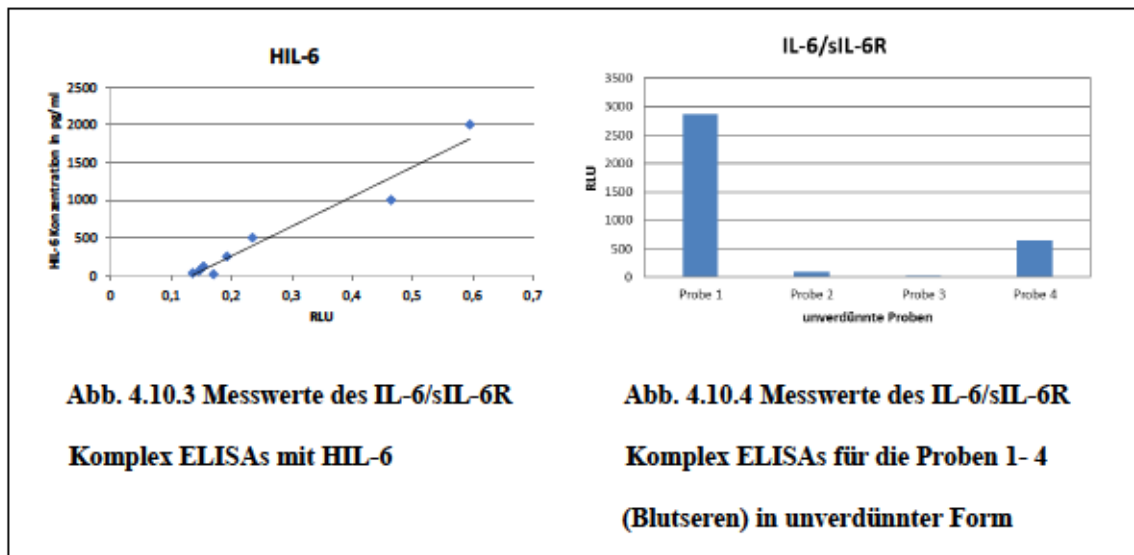 HIL-6
HIL-6 Konzentration in pg/ml
2500
2000
1500
1000
500
0
0 0,1 0,2 0,3 0,4 0,5 0,6 0,7
RLU
IL-6/sIL-6R
RLU
3500
3000
2500
2000
1500
1000
500
0
Probe 1 Probe 2 Probe 3 Probe 4
unverdünnte Proben
Abb. 4.10.3 Messwerte des IL-6/sIL-6R
Komplex ELISAs mit HIL-6
Abb. 4.10.4 Messwerte des IL-6/sIL-6R
Komplex ELISAs für die Proben 1- 4
(Blutseren) in unverdünnter Form